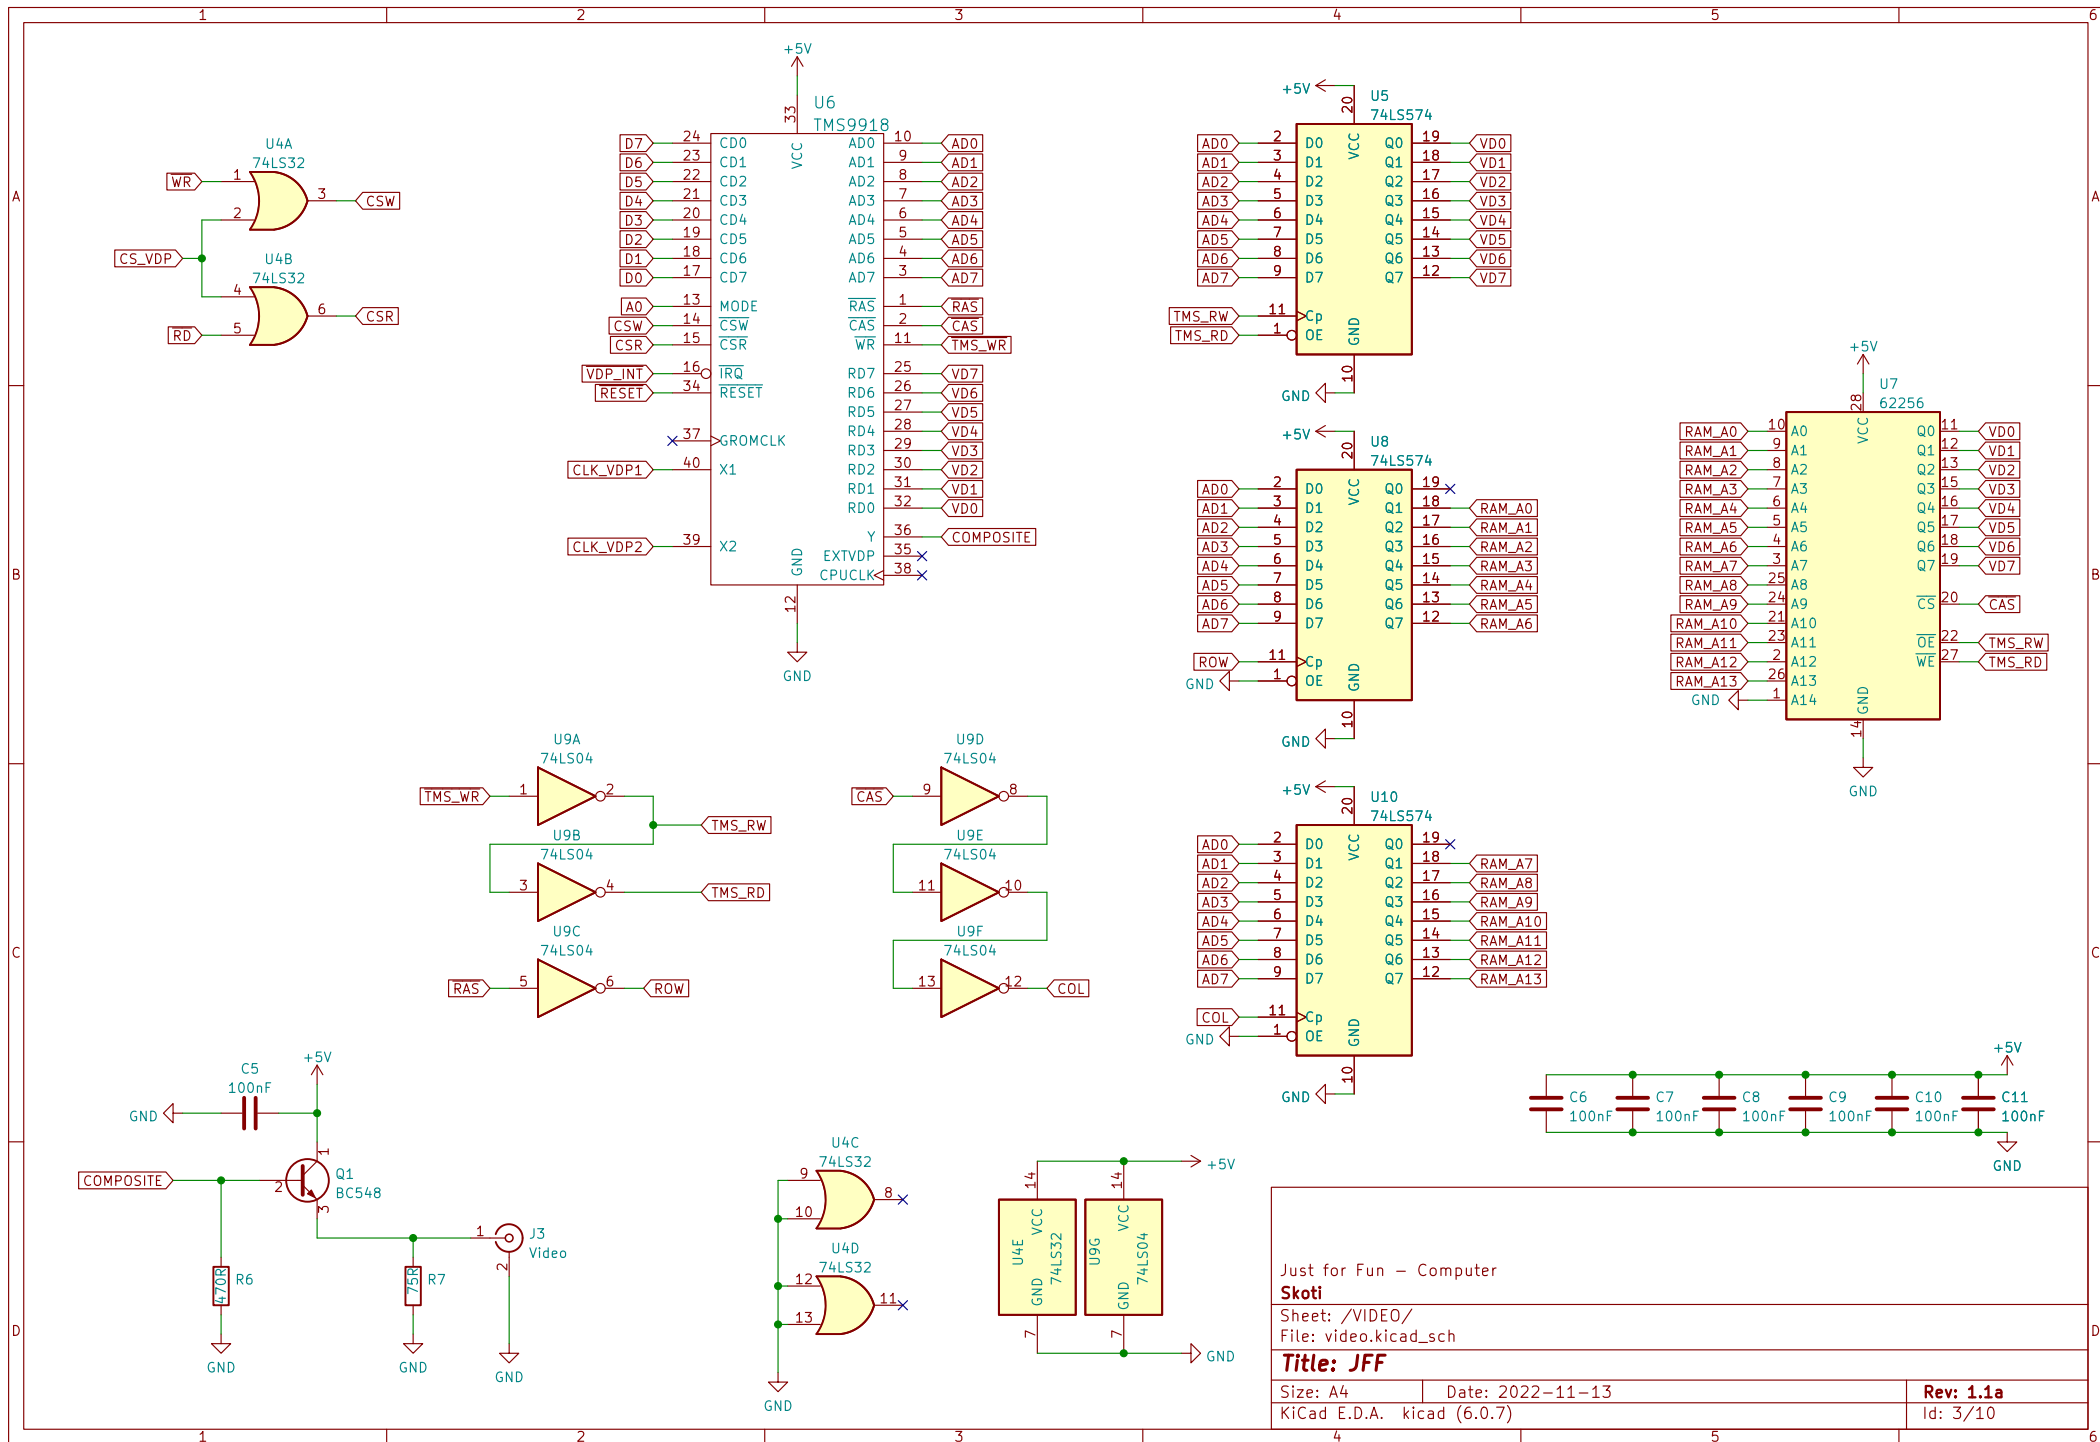 1 2 3 4 5 6
A
B
C
D
U4A
74LS32
WR 1
2
3 CSW
CS_VDP
U4B
74LS32
4
RD 5
6 CSR
+5V
33
U6
TMS9918
VCC
D7 24 CD0 AD0 10 AD0
D6 23 CD1 AD1 9 AD1
D5 22 CD2 AD2 8 AD2
D4 21 CD3 AD3 7 AD3
D3 20 CD4 AD4 6 AD4
D2 19 CD5 AD5 5 AD5
D1 18 CD6 AD6 4 AD6
D0 17 CD7 AD7 3 AD7
A0 13 MODE RAS 1 RAS
CSW 14 CSW CAS 2 CAS
CSR 15 CSR WR 11 TMS_WR
VDP_INT 16 IRQ RD7 25 VD7
RESET 34 RESET RD6 26 VD6
RD5 27 VD5
RD4 28 VD4
37 GROMCLK RD3 29 VD3
CLK_VDP1 40 X1 RD2 30 VD2
RD1 31 VD1
RD0 32 VD0
Y 36 COMPOSITE
CLK_VDP2 39 X2 EXTVDP 35
CPUCLK 38
GND
12
GND
+5V
20
U5
74LS574
VCC
AD0 2 D0 Q0 19 VD0
AD1 3 D1 Q1 18 VD1
AD2 4 D2 Q2 17 VD2
AD3 5 D3 Q3 16 VD3
AD4 6 D4 Q4 15 VD4
AD5 7 D5 Q5 14 VD5
AD6 8 D6 Q6 13 VD6
AD7 9 D7 Q7 12 VD7
TMS_RW 11 Cp
TMS_RD 1 OE
GND
10
GND
+5V
20
U8
74LS574
VCC
AD0 2 D0 Q0 19
AD1 3 D1 Q1 18 RAM_A0
AD2 4 D2 Q2 17 RAM_A1
AD3 5 D3 Q3 16 RAM_A2
AD4 6 D4 Q4 15 RAM_A3
AD5 7 D5 Q5 14 RAM_A4
AD6 8 D6 Q6 13 RAM_A5
AD7 9 D7 Q7 12 RAM_A6
ROW 11 Cp
GND 1 OE
GND
10
GND
+5V
20
U10
74LS574
VCC
AD0 2 D0 Q0 19
AD1 3 D1 Q1 18 RAM_A7
AD2 4 D2 Q2 17 RAM_A8
AD3 5 D3 Q3 16 RAM_A9
AD4 6 D4 Q4 15 RAM_A10
AD5 7 D5 Q5 14 RAM_A11
AD6 8 D6 Q6 13 RAM_A12
AD7 9 D7 Q7 12 RAM_A13
COL 11 Cp
GND 1 OE
GND
10
GND
+5V
28
U7
62256
VCC
RAM_A0 10 A0 Q0 11 VD0
RAM_A1 9 A1 Q1 12 VD1
RAM_A2 8 A2 Q2 13 VD2
RAM_A3 7 A3 Q3 15 VD3
RAM_A4 6 A4 Q4 16 VD4
RAM_A5 5 A5 Q5 17 VD5
RAM_A6 4 A6 Q6 18 VD6
RAM_A7 3 A7 Q7 19 VD7
RAM_A8 25 A8
RAM_A9 24 A9 CS 20 CAS
RAM_A10 21 A10
RAM_A11 23 A11 OE 22 TMS_RW
RAM_A12 2 A12 WE 27 TMS_RD
RAM_A13 26 A13
GND 1 A14
GND
14
GND
U9A
74LS04
TMS_WR 1 2
TMS_RW
U9B
74LS04
3 4 TMS_RD
U9C
74LS04
RAS 5 6 ROW
U9D
74LS04
CAS 9 8
U9E
74LS04
11 10
U9F
74LS04
13 12 COL
C5
100nF
+5V
GND
COMPOSITE
1
2
3
Q1
BC548
470R R6
GND
75R R7
GND
1
2
J3
Video
GND
U4C
74LS32
9
10
8
U4D
74LS32
12
13
11
GND
14 14 +5V
U4E VCC GND 74LS32
U9G VCC GND 74LS04
7 7 GND
+5V
C6 C7 C8 C9 C10 C11
100nF 100nF 100nF 100nF 100nF 100nF
GND
Just for Fun – Computer
Skoti
Sheet: /VIDEO/
File: video.kicad_sch
Title: JFF
Size: A4 Date: 2022-11-13 Rev: 1.1a
KiCad E.D.A. kicad (6.0.7) Id: 3/10
A
B
C
D
1 2 3 4 5 6